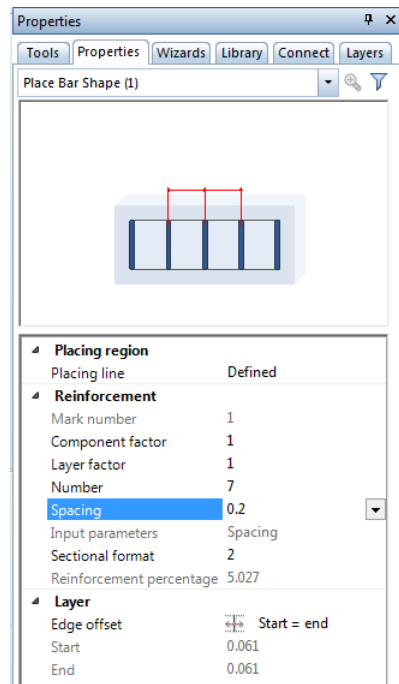 Properties
Tools Properties Wizards Library Connect Layers
Place Bar Shape (1)
Placing region
Placing line Defined
Reinforcement
Mark number 1
Component factor 1
Layer factor 1
Number 7
Spacing 0.2
Input parameters Spacing
Sectional format 2
Reinforcement percentage 5.027
Layer
Edge offset Start = end
Start 0.061
End 0.061